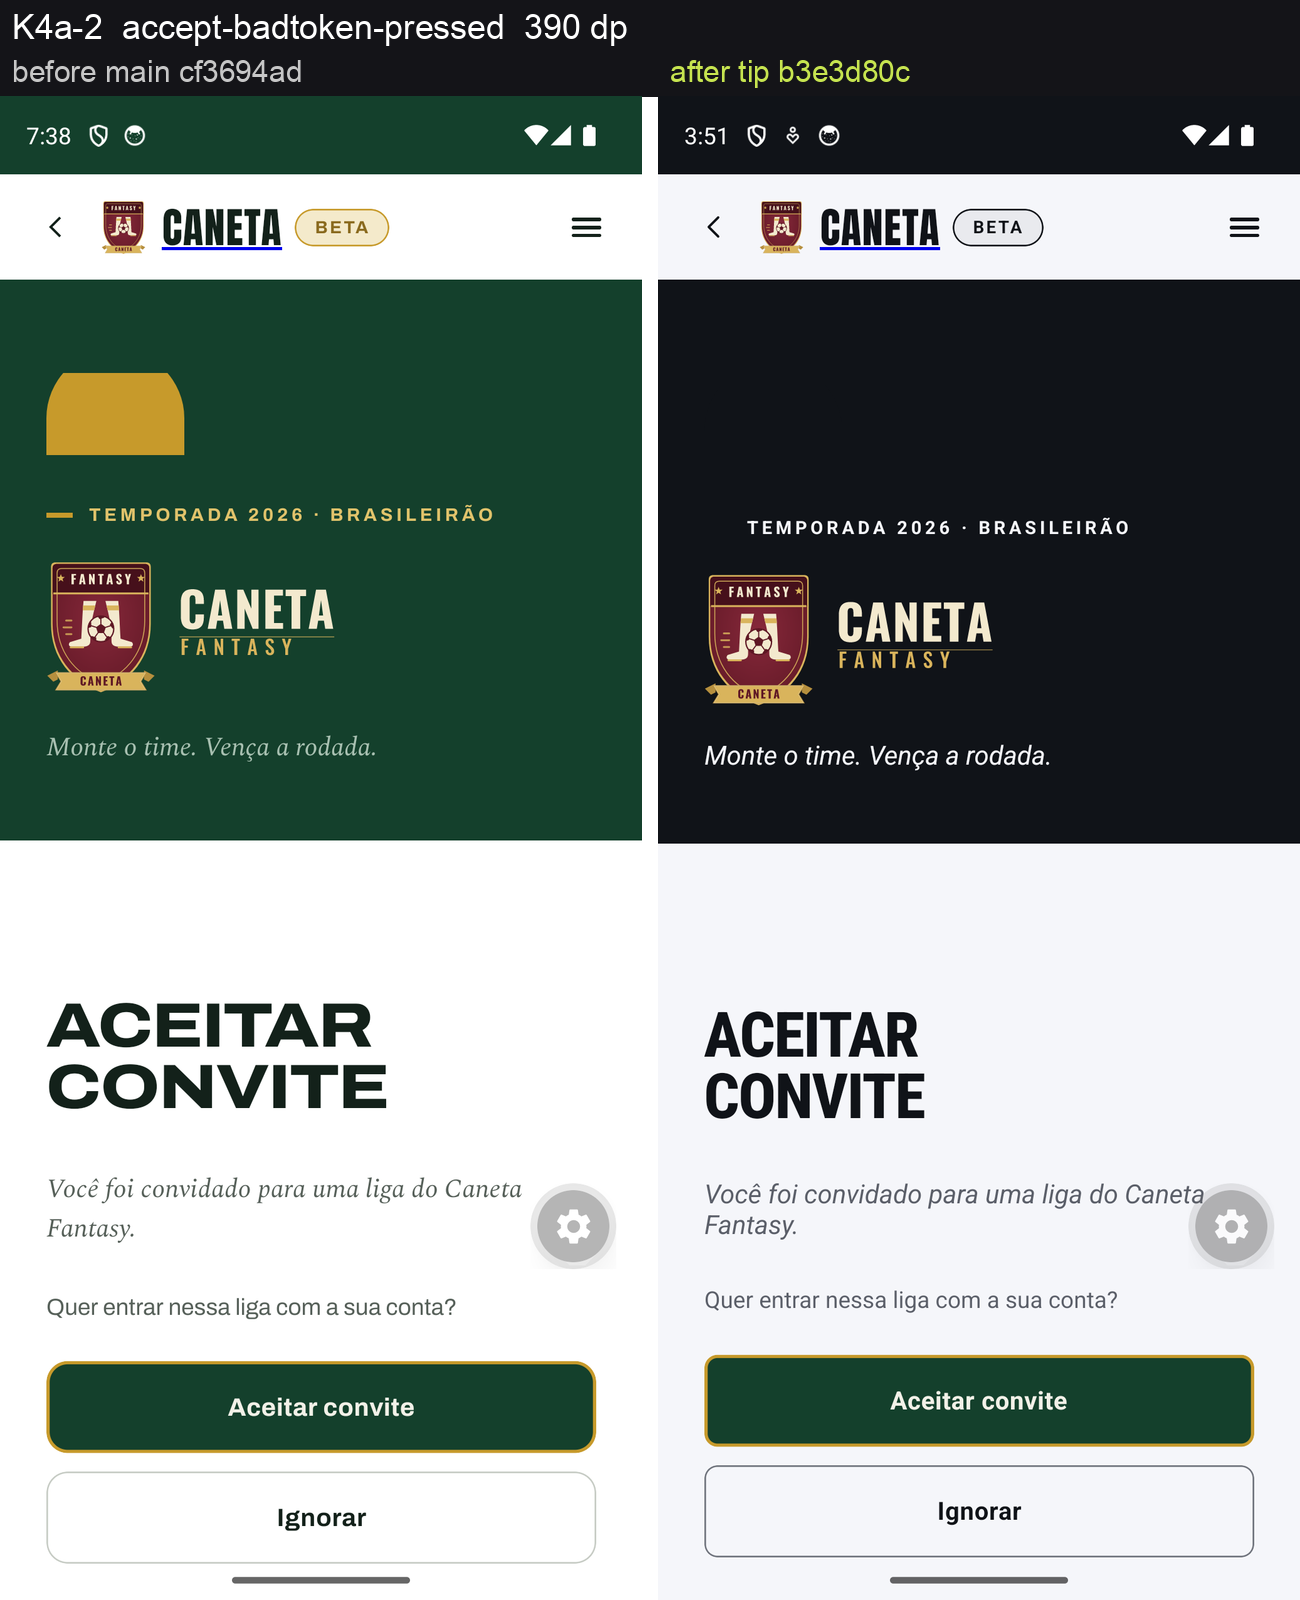 K4a-2 accept-badtoken-pressed 390 dp
before main cf3694ad
after tip b3e3d80c
7:38
FANTASY
CANETA
CANETA
BETA
TEMPORADA 2026 · BRASILEIRÃO
FANTASY
CANETA
CANETA
FANTASY
Monte o time. Vença a rodada.
ACEITAR
CONVITE
Você foi convidado para uma liga do Caneta
Fantasy.
Quer entrar nessa liga com a sua conta?
Aceitar convite
Ignorar
3:51
FANTASY
CANETA
CANETA
BETA
TEMPORADA 2026 · BRASILEIRÃO
FANTASY
CANETA
CANETA
FANTASY
Monte o time. Vença a rodada.
ACEITAR
CONVITE
Você foi convidado para uma liga do Caneta
Fantasy.
Quer entrar nessa liga com a sua conta?
Aceitar convite
Ignorar